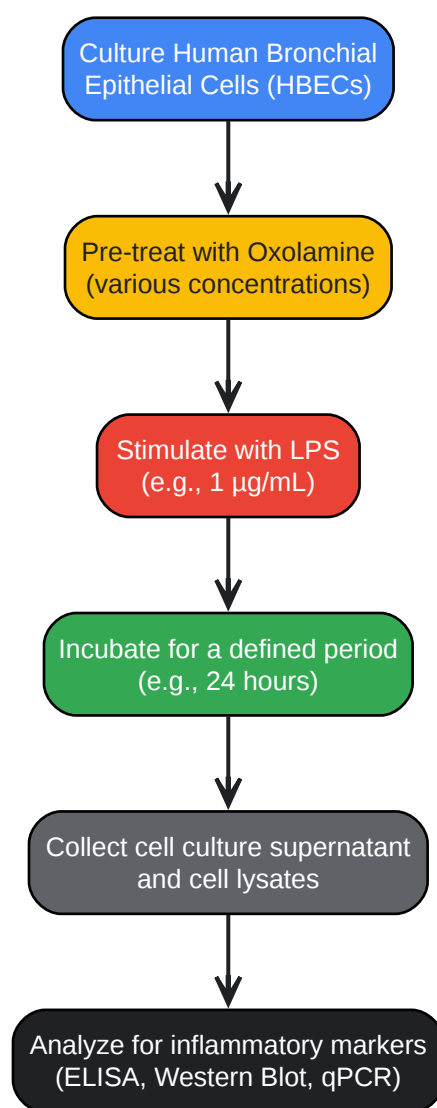 Culture Human Bronchial
Epithelial Cells (HBECs)
Pre-treat with Oxolamine
(various concentrations)
Stimulate with LPS
(e.g., 1 µg/mL)
Incubate for a defined period
(e.g., 24 hours)
Collect cell culture supernatant
and cell lysates
Analyze for inflammatory markers
(ELISA, Western Blot, qPCR)